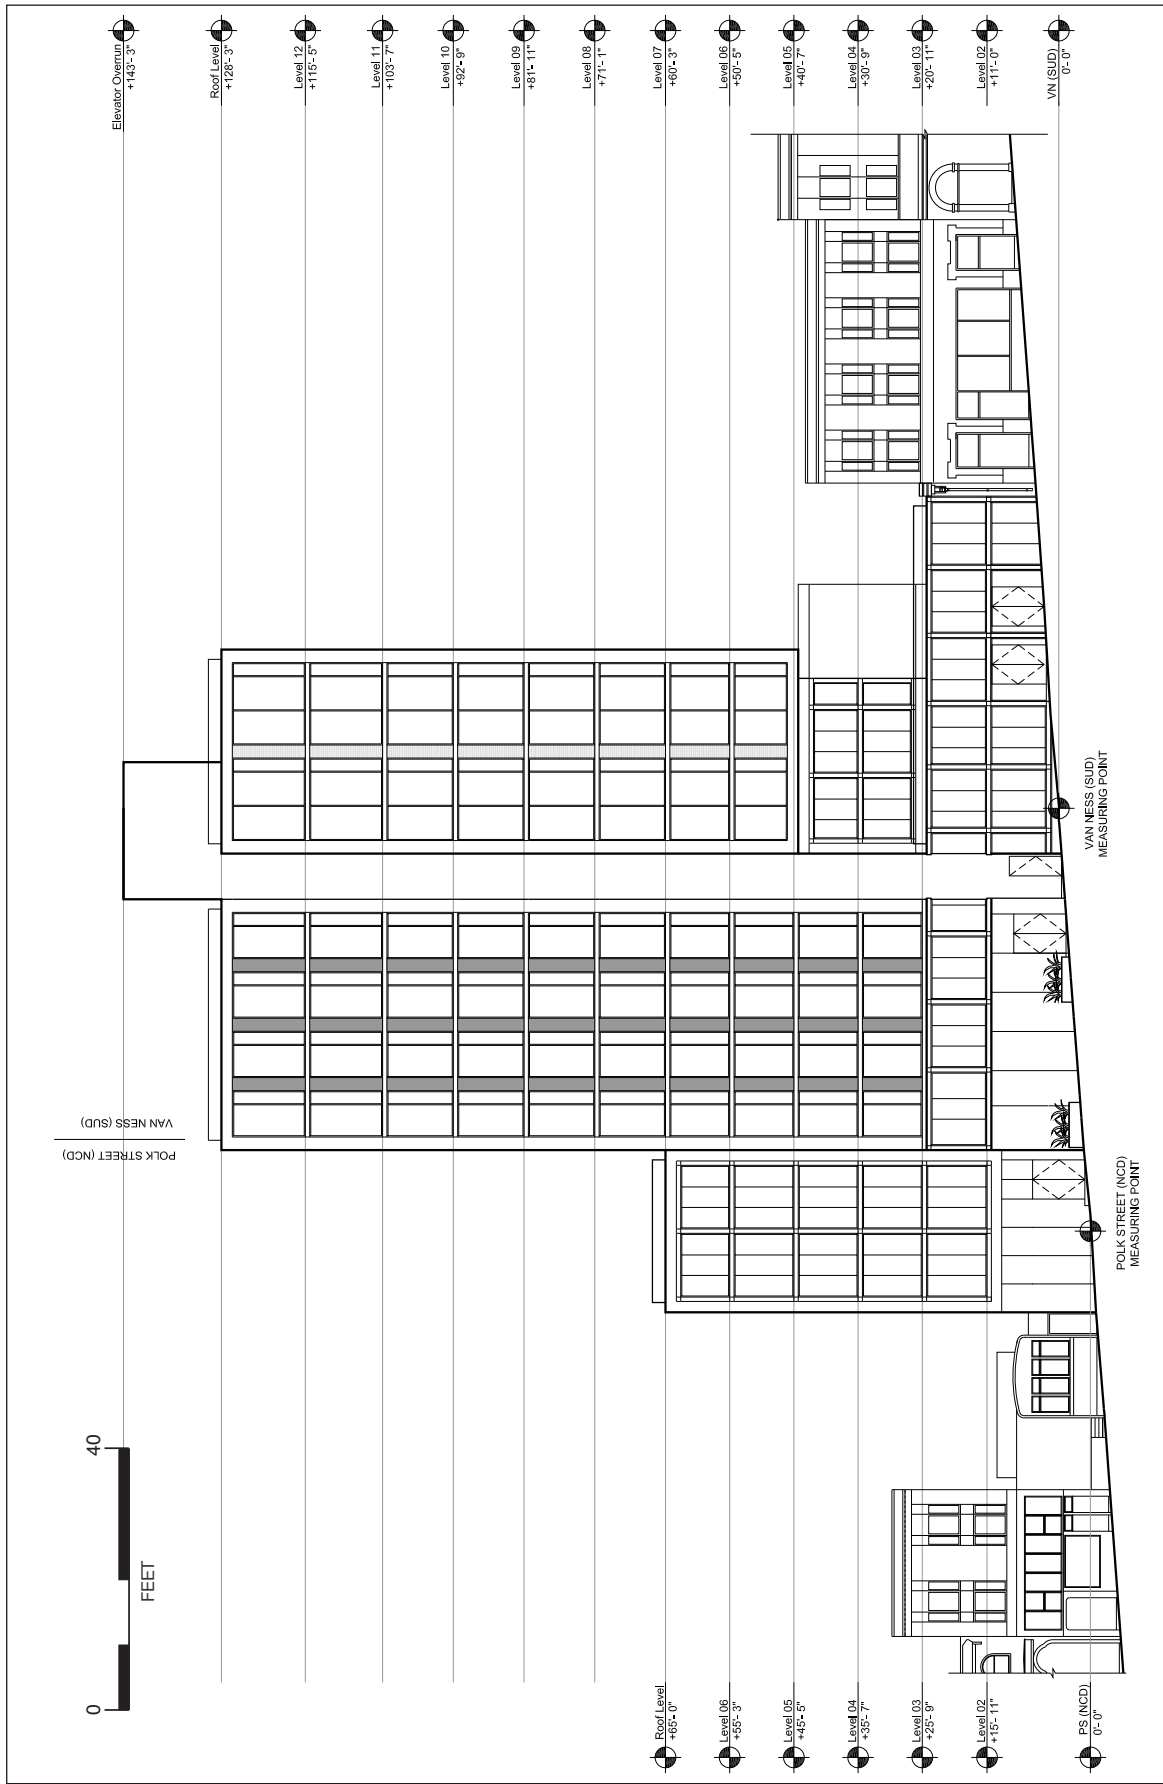 Elevator Overrun
+143'- 3"
Roof Level
+128'- 3"
Level 12
+115'- 5"
Level 11
+103'- 7"
Level 10
+92'- 9"
Level 09
+81'- 11"
Level 08
+71'- 1"
Level 07
+60'- 3"
Level 06
+50'- 5"
Level 05
+40'- 7"
Level 04
+30'- 9"
Level 03
+20'- 11"
Level 02
+11'- 0"
VN (SUD)
0'- 0"
VAN NESS (SUD)
POLK STREET (NCD)
VAN NESS (SUD)
MEASURING POINT
POLK STREET (NCD)
MEASURING POINT
0
40
FEET
Roof Level
+65'- 0"
Level 06
+55'- 3"
Level 05
+45'- 5"
Level 04
+35'- 7"
Level 03
+25'- 9"
Level 02
+15'- 11"
PS (NCD)
0'- 0"